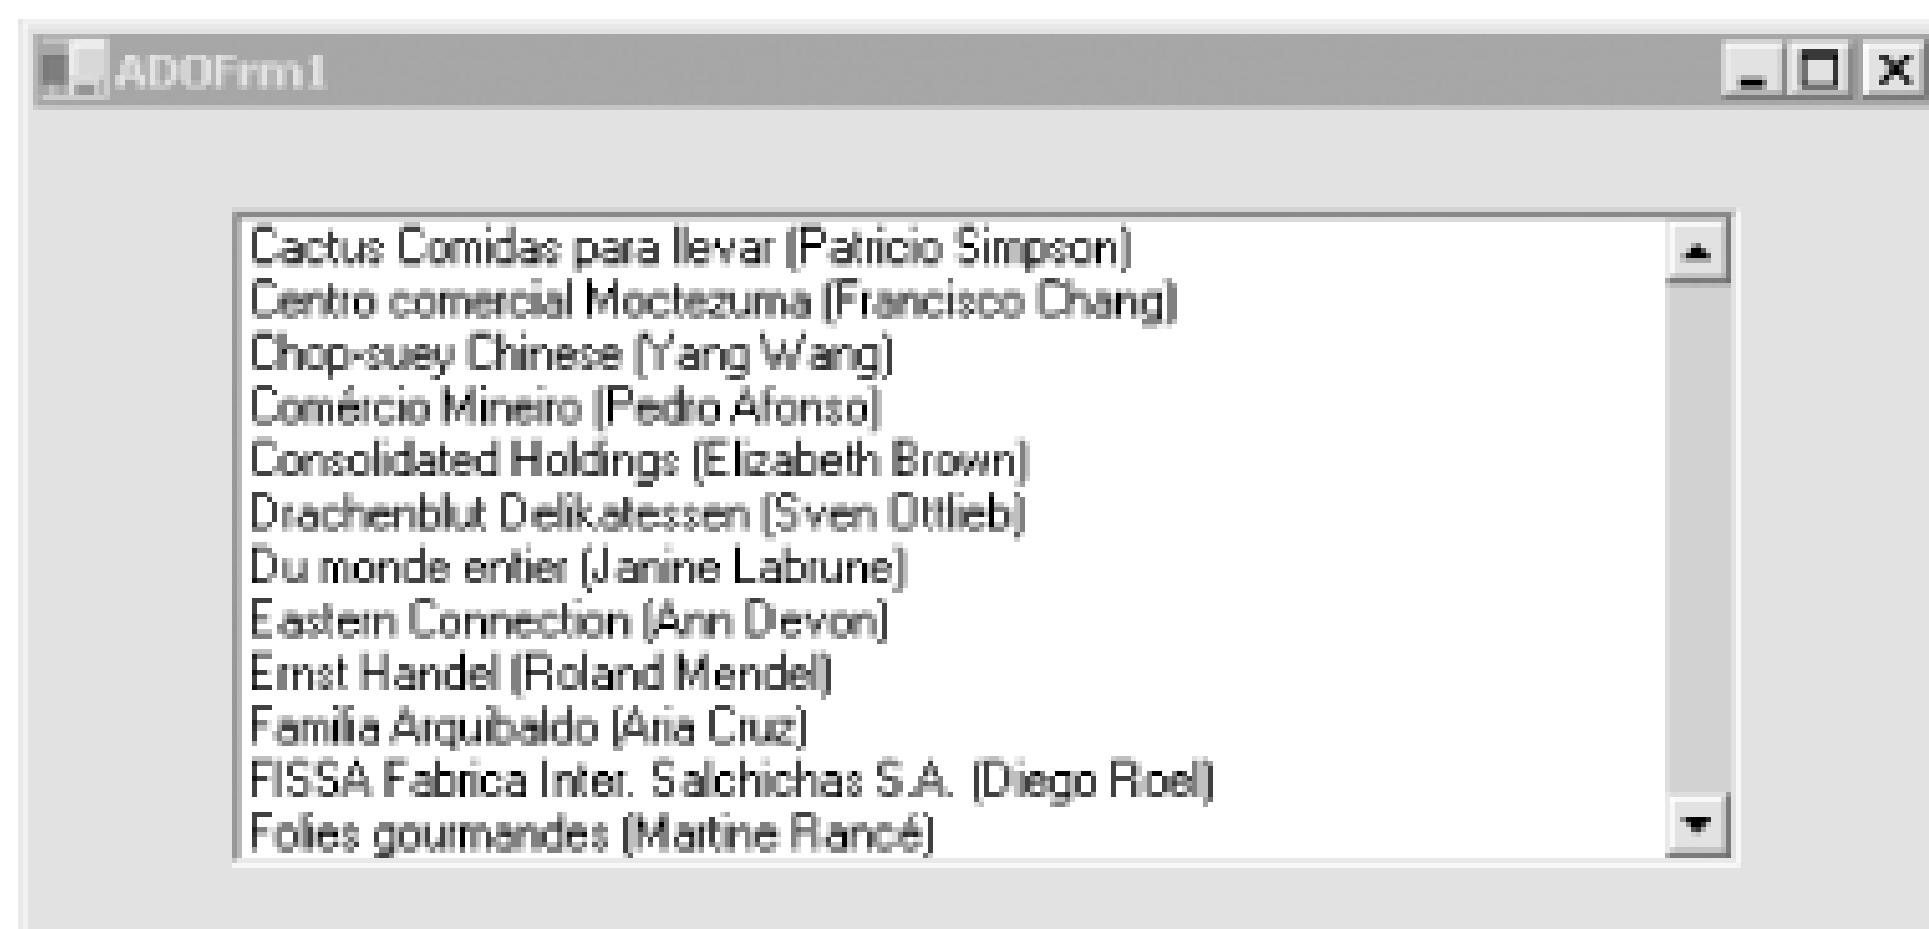 ADOFrm1
Cactus Comidas para llevar (Patricio Simpson)
Centro comercial Moctezuma (Francisco Chang)
Chop-suey Chinese (Yang Wang)
Comércio Mineiro (Pedro Afonso)
Consolidated Holdings (Elizabeth Brown)
Drachenblut Delikatessen (Sven Ottlieb)
Du monde entier (Janine Labrune)
Eastern Connection (Ann Devon)
Ernst Handel (Roland Mendel)
Familia Arquibaldo (Aria Cruz)
FISSA Fabrica Inter. Salchichas S.A. (Diego Roel)
Folies gourmandes (Martine Rancé)